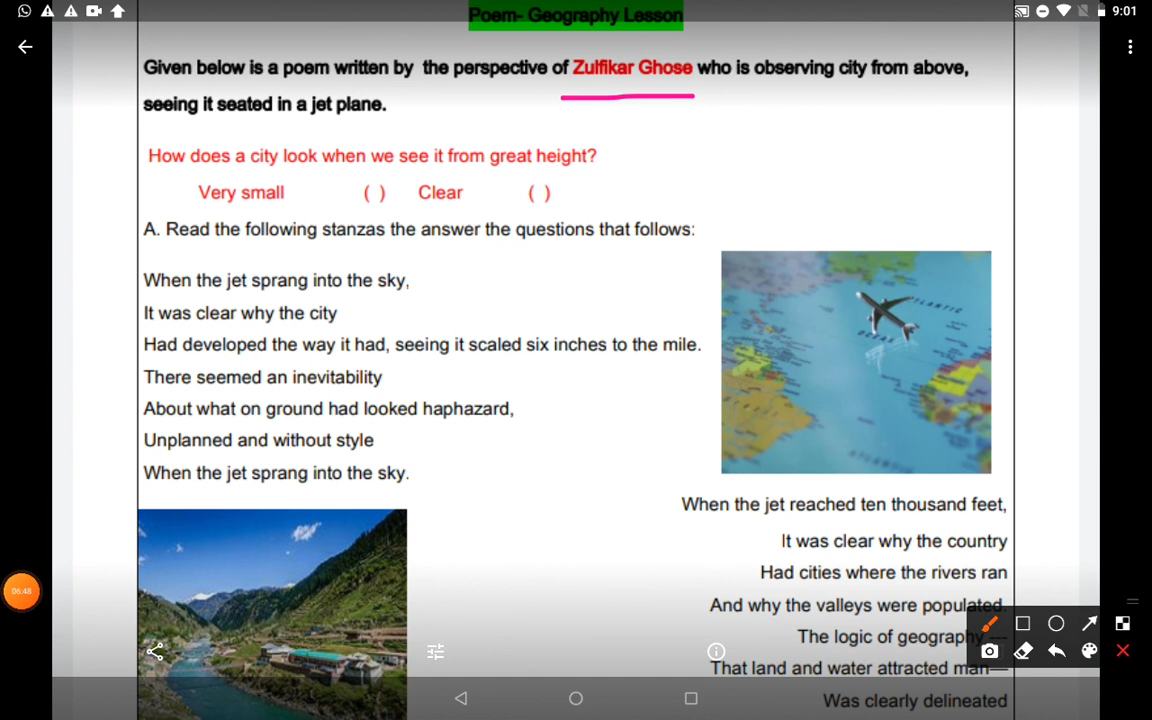 9:01
Poem- Geography Lesson
Given below is a poem written by the perspective of Zulfikar Ghose who is observing city from above,
seeing it seated in a jet plane.
How does a city look when we see it from great height?
Very small ( ) Clear ( )
A. Read the following stanzas the answer the questions that follows:
When the jet sprang into the sky,
It was clear why the city
Had developed the way it had, seeing it scaled six inches to the mile.
There seemed an inevitability
About what on ground had looked haphazard,
Unplanned and without style
When the jet sprang into the sky.
ATLANTIC
OCEAN
When the jet reached ten thousand feet,
It was clear why the country
Had cities where the rivers ran
And why the valleys were populated.
The logic of geography —
That land and water attracted man—
Was clearly delineated
06:48